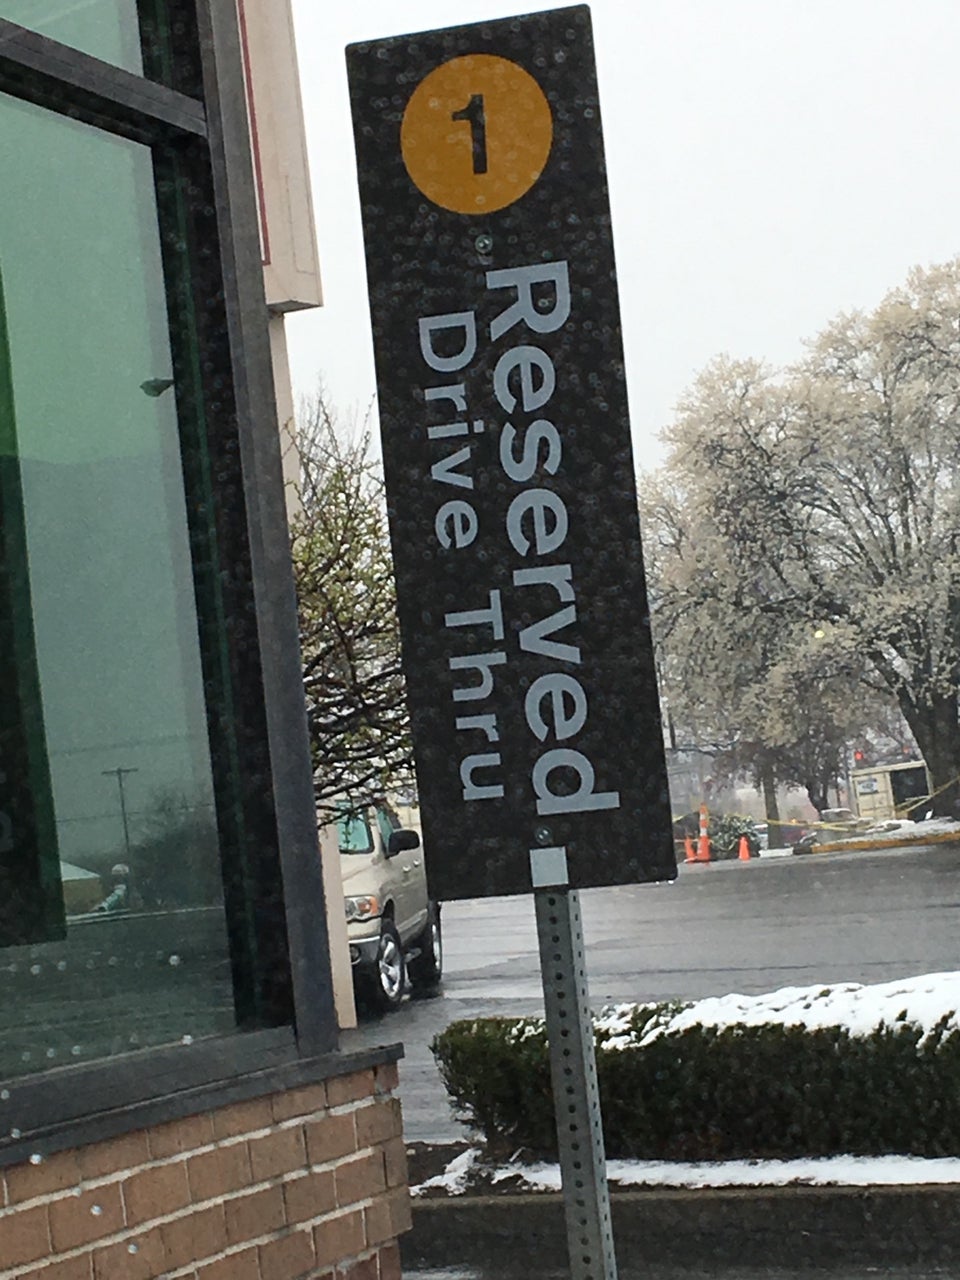 1
Reserved
Drive Thru